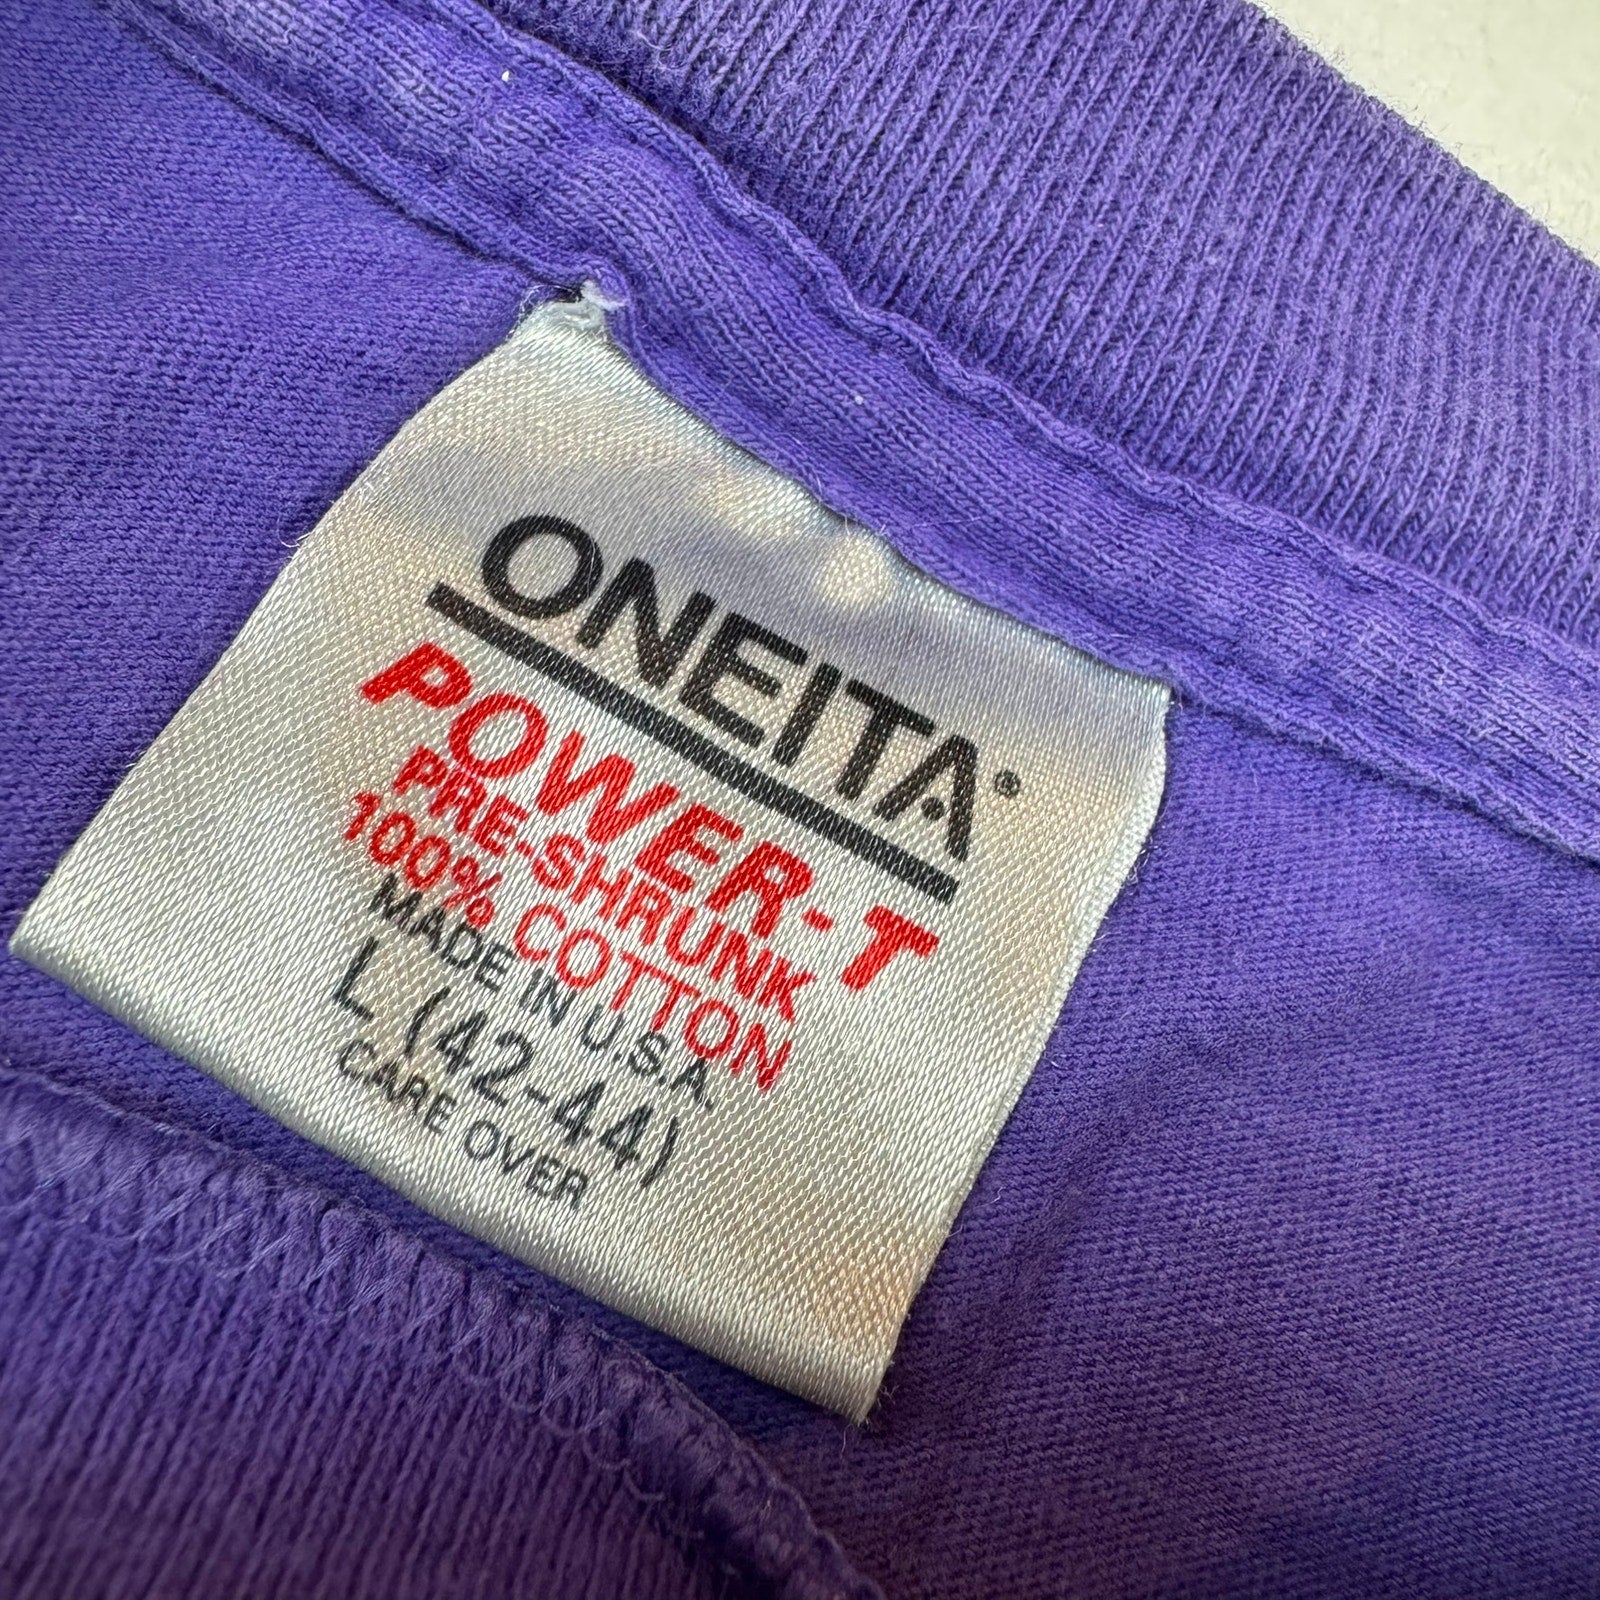 ONEITA®
POWER-T
PRE-SHRUNK
100% COTTON
MADE IN U.S.A.
L (42-44)
CARE OVER